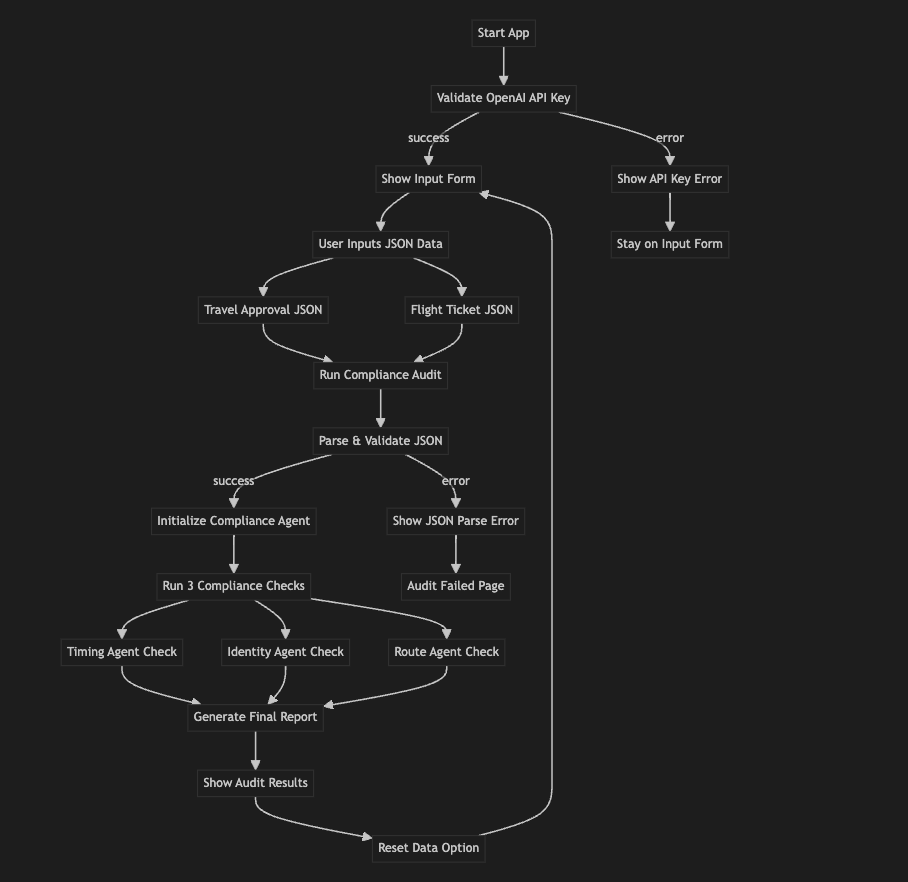 Start App
Validate OpenAI API Key
success
error
Show Input Form
Show API Key Error
User Inputs JSON Data
Stay on Input Form
Travel Approval JSON
Flight Ticket JSON
Run Compliance Audit
Parse & Validate JSON
success
error
Initialize Compliance Agent
Show JSON Parse Error
Run 3 Compliance Checks
Audit Failed Page
Timing Agent Check
Identity Agent Check
Route Agent Check
Generate Final Report
Show Audit Results
Reset Data Option